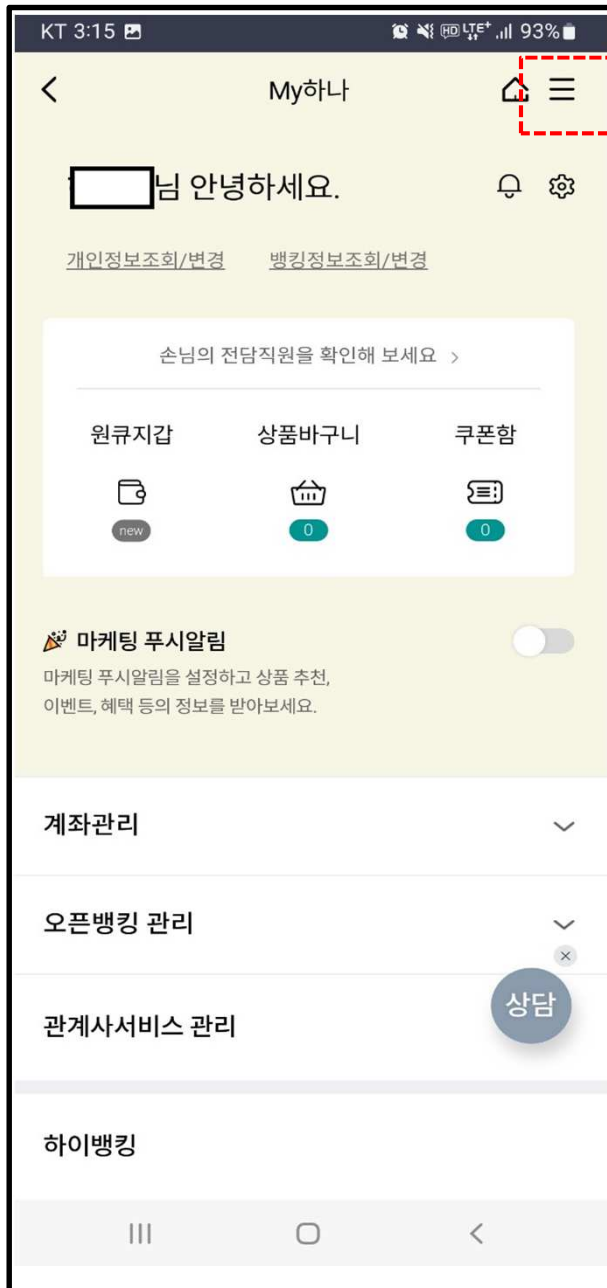 KT 3:15 HD LTE+ 93%
My하나
님 안녕하세요.
개인정보조회/변경 뱅킹정보조회/변경
손님의 전담직원을 확인해 보세요 >
원큐지갑 상품바구니 쿠폰함
new 0 0
마케팅 푸시알림
마케팅 푸시알림을 설정하고 상품 추천,
이벤트, 혜택 등의 정보를 받아보세요.
계좌관리
오픈뱅킹 관리
상담
관계사서비스 관리
하이뱅킹